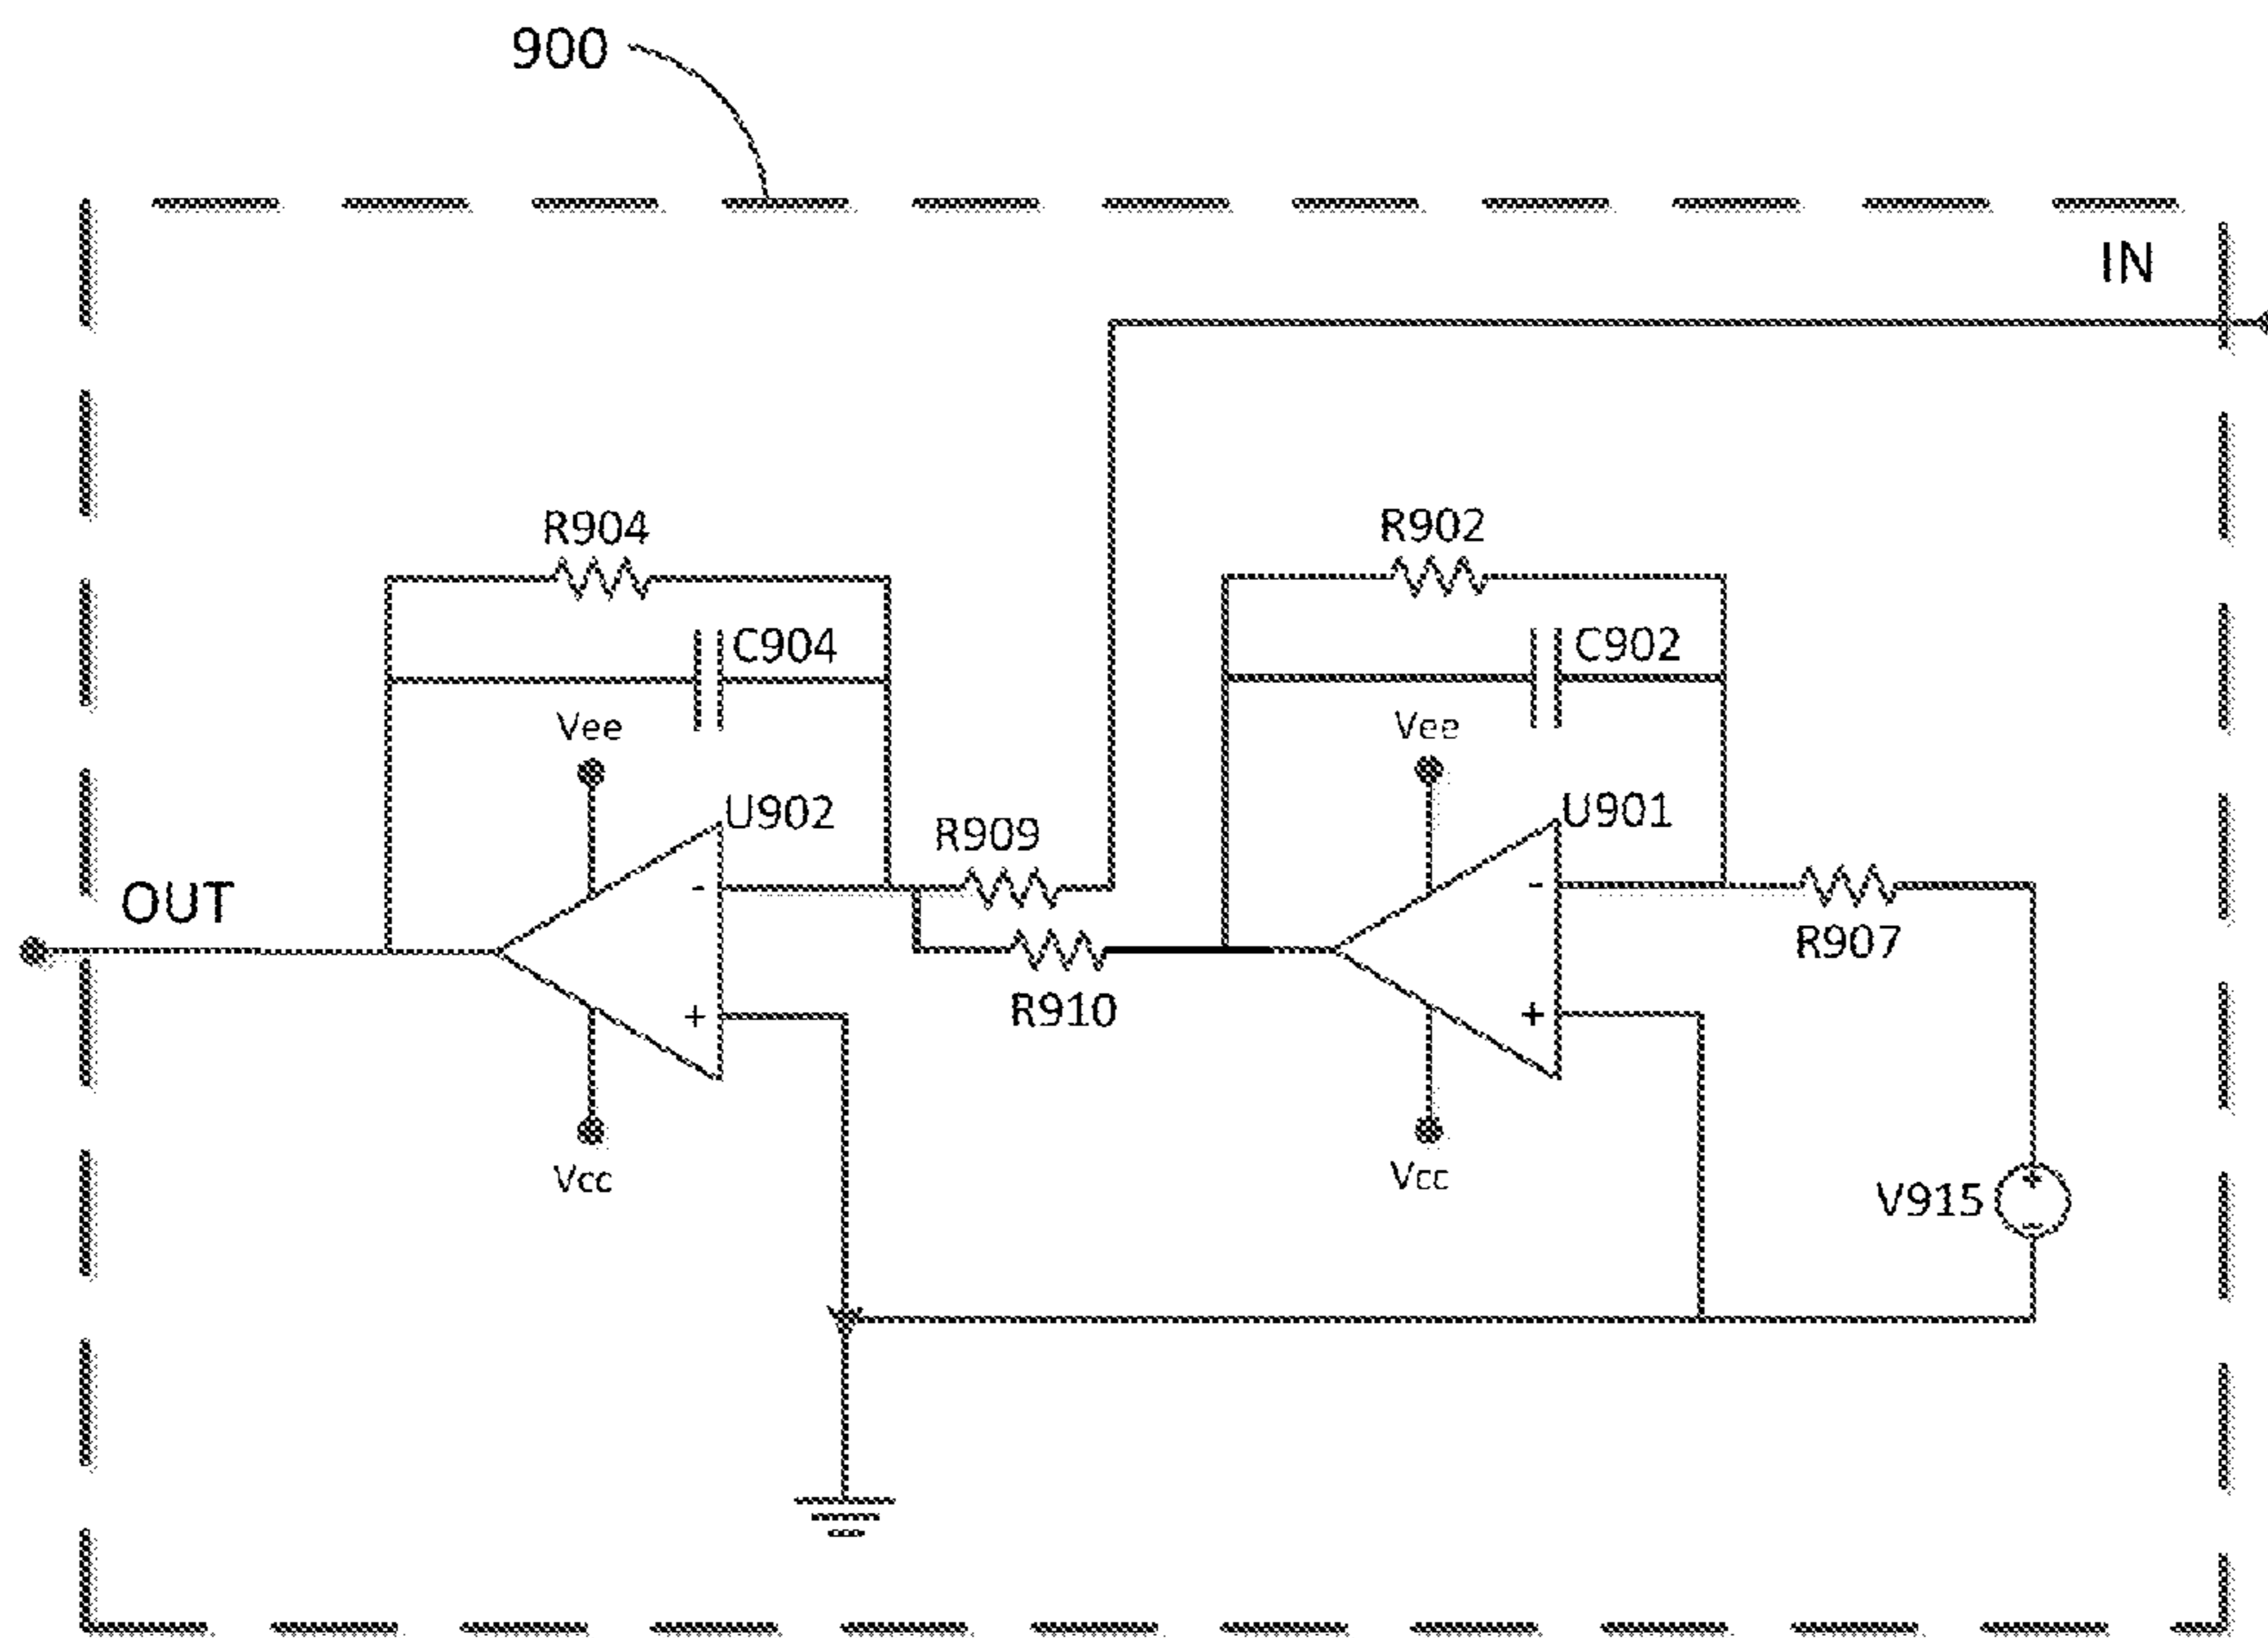 900
IN
R904
R902
C904
C902
Vee
Vee
U902
U901
R909
-
-
OUT
R907
R910
+
+
Vcc
Vcc
V915
+
-